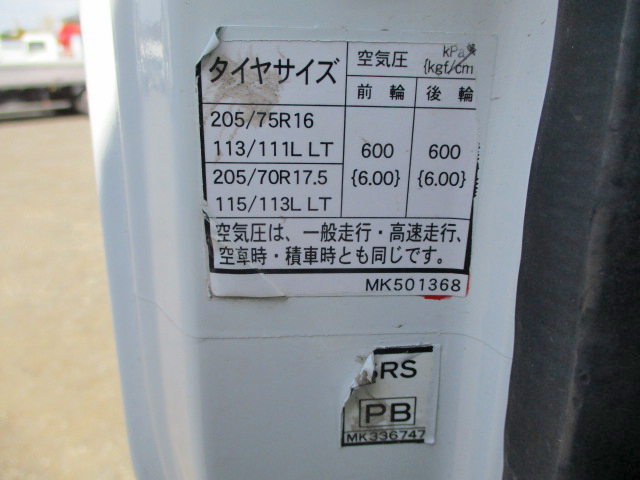 タイヤサイズ 空気圧 kPa
{kgf/cm
前輪 後輪
205/75R16
113/111L LT 600 600
205/70R17.5 {6.00} {6.00}
115/113L LT
空気圧は、一般走行・高速走行、
空車時・積車時とも同じです。
MK501368
SRS
PB
MK336747